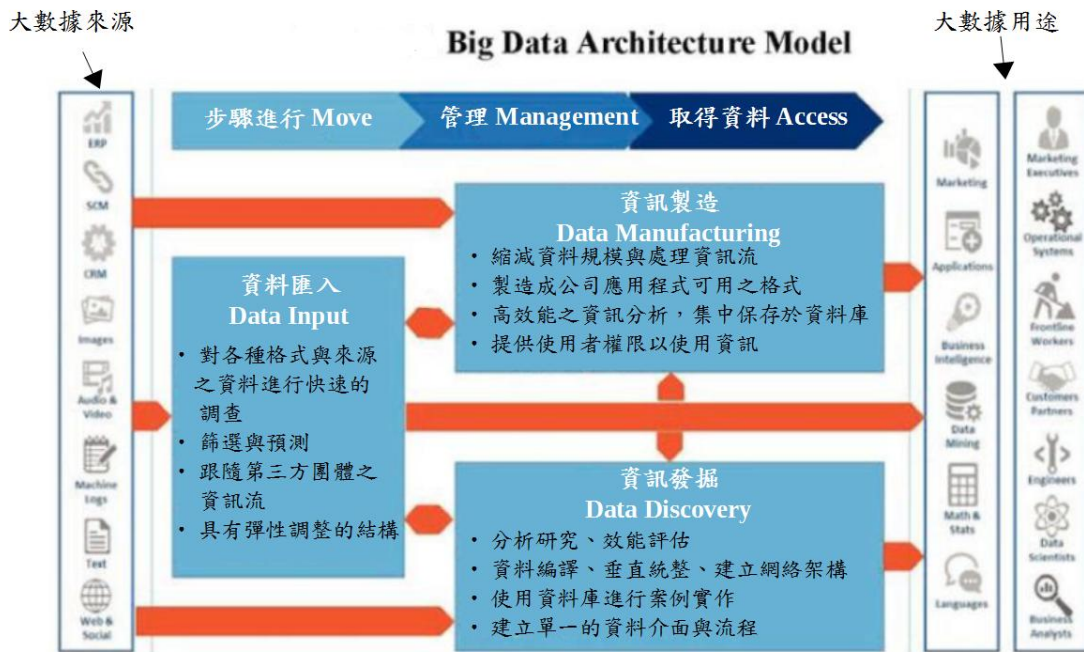 大數據來源
大數據用途
Big Data Architecture Model
步驟進行 Move
管理 Management
取得資料 Access
ERP
SCM
CRM
Images
Audio &
Video
Machine
Logs
Text
Web &
Social
資料匯入
Data Input
• 對各種格式與來源
之資料進行快速的
調查
• 篩選與預測
• 跟隨第三方團體之
資訊流
• 具有彈性調整的結構
資訊製造
Data Manufacturing
• 縮減資料規模與處理資訊流
• 製造成公司應用程式可用之格式
• 高效能之資訊分析，集中保存於資料庫
• 提供使用者權限以使用資訊
資訊發掘
Data Discovery
• 分析研究、效能評估
• 資料編譯、垂直統整、建立網絡架構
• 使用資料庫進行案例實作
• 建立單一的資料介面與流程
Marketing
Applications
Business
Intelligence
Data
Mining
Math &
Stats
Languages
Marketing
Executives
Operational
Systems
Frontline
Workers
Customers
Partners
Engineers
Data
Scientists
Business
Analysts